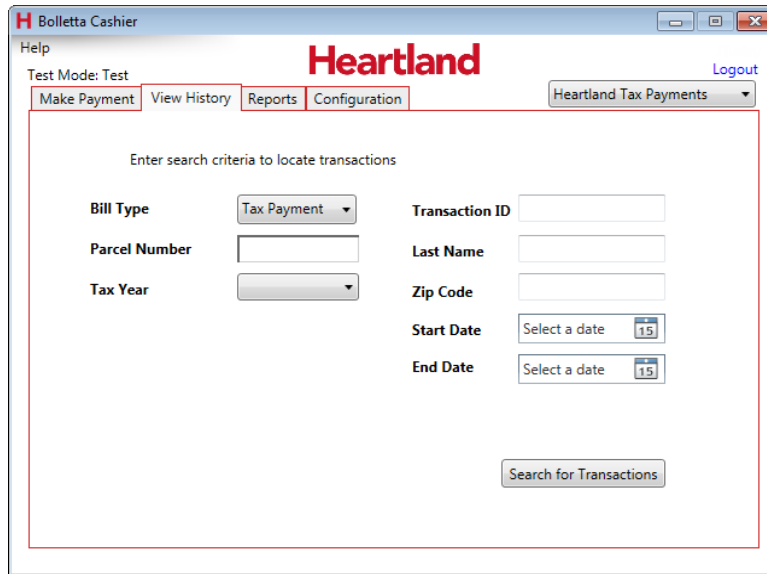 H Bolletta Cashier
Help
Heartland
Test Mode: Test
Logout
Make Payment View History Reports Configuration
Heartland Tax Payments
Enter search criteria to locate transactions
Bill Type Tax Payment Transaction ID
Parcel Number Last Name
Tax Year Zip Code
Start Date Select a date 15
End Date Select a date 15
Search for Transactions